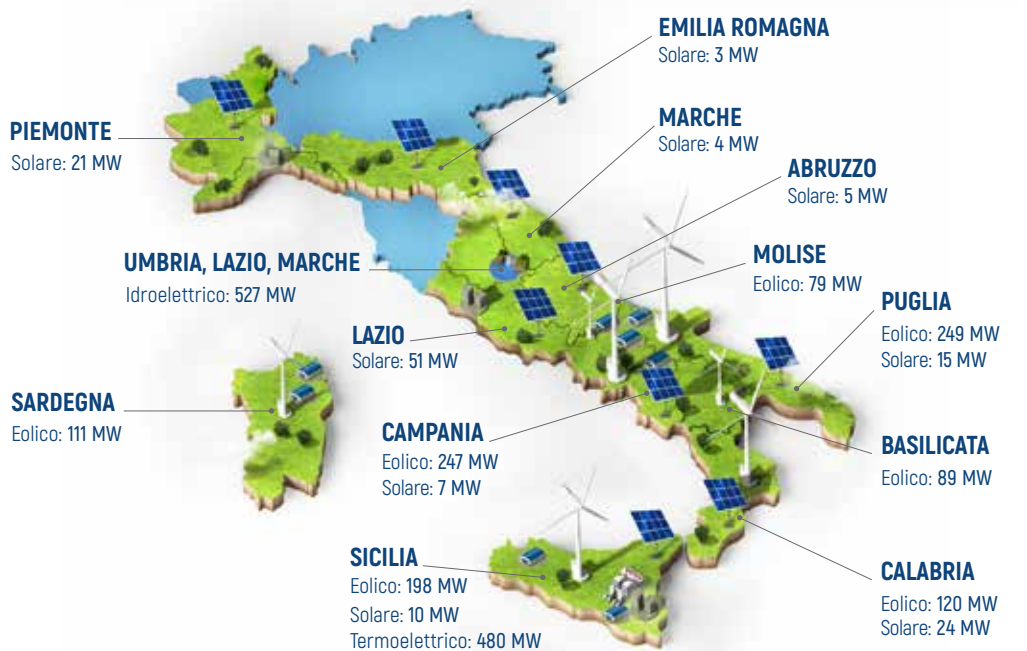 EMILIA ROMAGNA
Solare: 3 MW
PIEMONTE
Solare: 21 MW
MARCHE
Solare: 4 MW
ABRUZZO
Solare: 5 MW
UMBRIA, LAZIO, MARCHE
Idroelettrico: 527 MW
MOLISE
Eolico: 79 MW
LAZIO
Solare: 51 MW
PUGLIA
Eolico: 249 MW
Solare: 15 MW
SARDEGNA
Eolico: 111 MW
CAMPANIA
Eolico: 247 MW
Solare: 7 MW
BASILICATA
Eolico: 89 MW
SICILIA
Eolico: 198 MW
Solare: 10 MW
Termoelettrico: 480 MW
CALABRIA
Eolico: 120 MW
Solare: 24 MW